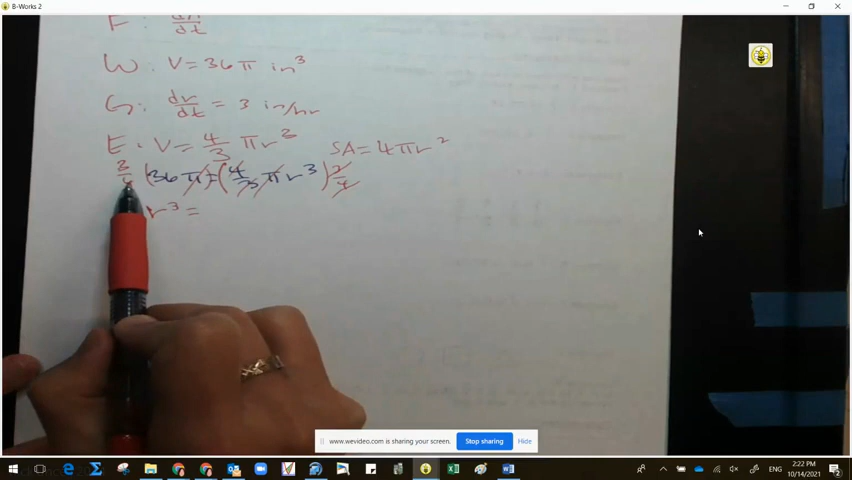 B-Works 2
F: dA/dt
W: V = 36π in³
G: dr/dt = 3 in/hr
E: V = 4/3 πr³ SA = 4πr²
3/4 (36π) = (4/3 πr³) 3/4
r³ =
www.wevideo.com is sharing your screen. Stop sharing Hide
ENG 2:22 PM
10/14/2021